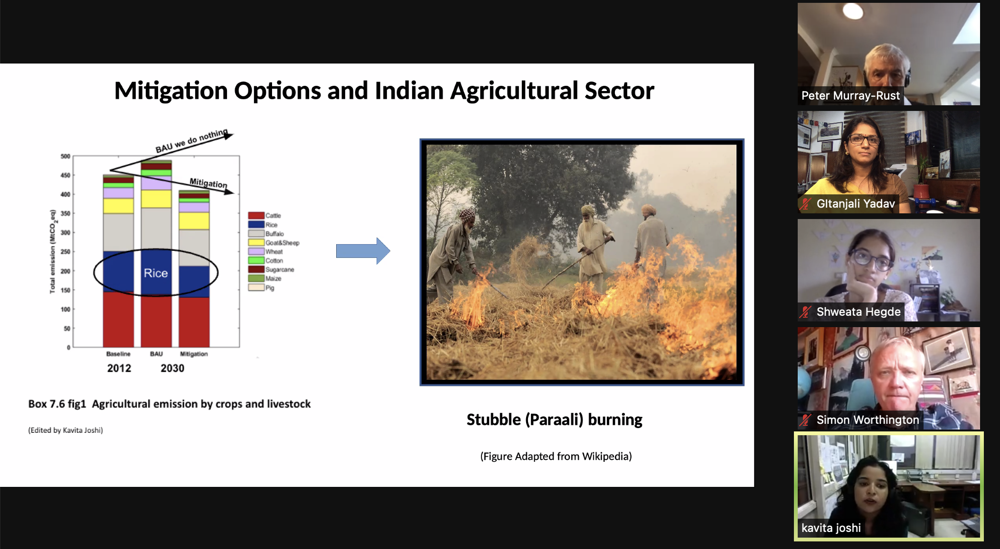 Mitigation Options and Indian Agricultural Sector
BAU we do nothing
Mitigation
Total emission (MtCO2eq)
500
450
400
350
300
250
200
150
100
50
0
Rice
Baseline
BAU
Mitigation
2012
2030
Cattle
Rice
Buffalo
Goat&Sheep
Wheat
Cotton
Sugarcane
Maize
Pig
Box 7.6 fig1 Agricultural emission by crops and livestock
(Edited by Kavita Joshi)
Stubble (Paraali) burning
(Figure Adapted from Wikipedia)
Peter Murray-Rust
GItanjali Yadav
Shweata Hegde
Simon Worthington
kavita joshi